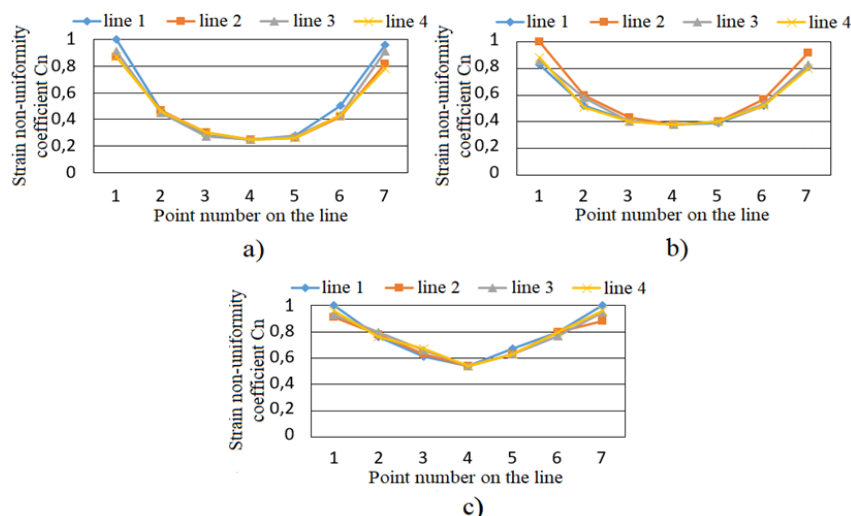 line 1 line 2 line 3 line 4
Strain non-uniformity
coefficient Cn
1
0,8
0,6
0,4
0,2
0
1 2 3 4 5 6 7
Point number on the line
a)
line 1 line 2 line 3 line 4
Strain non-uniformity
coefficient Cn
1
0,8
0,6
0,4
0,2
0
1 2 3 4 5 6 7
Point number on the line
b)
line 1 line 2 line 3 line 4
Strain non-uniformity
coefficient Cn
1
0,8
0,6
0,4
0,2
0
1 2 3 4 5 6 7
Point number on the line
c)